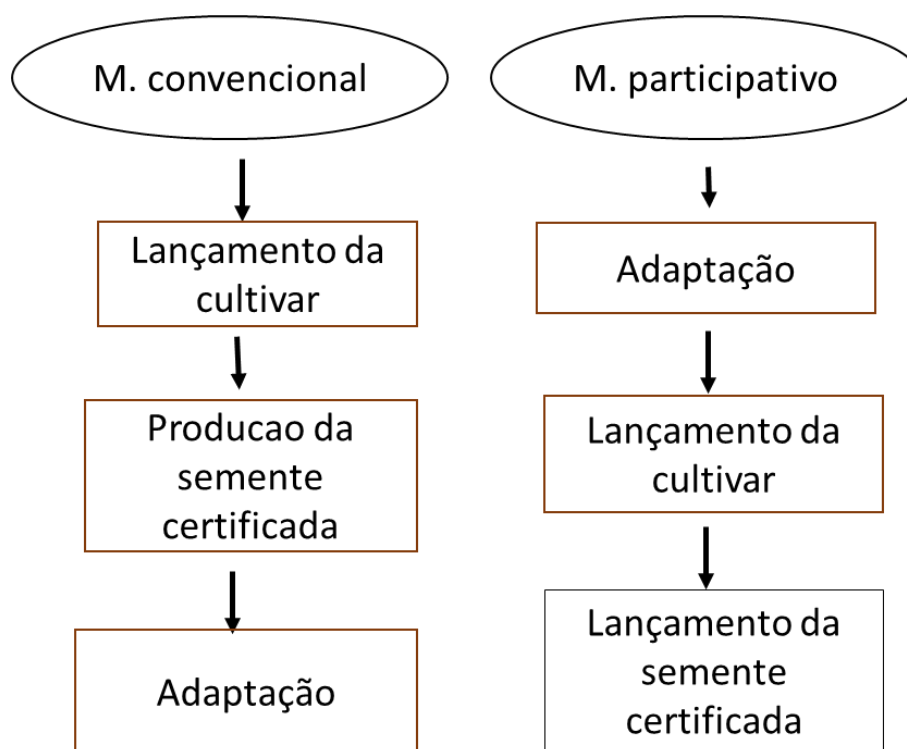 M. convencional
Lançamento da
cultivar
Producao da
semente
certificada
Adaptação
M. participativo
Adaptação
Lançamento da
cultivar
Lançamento da
semente
certificada